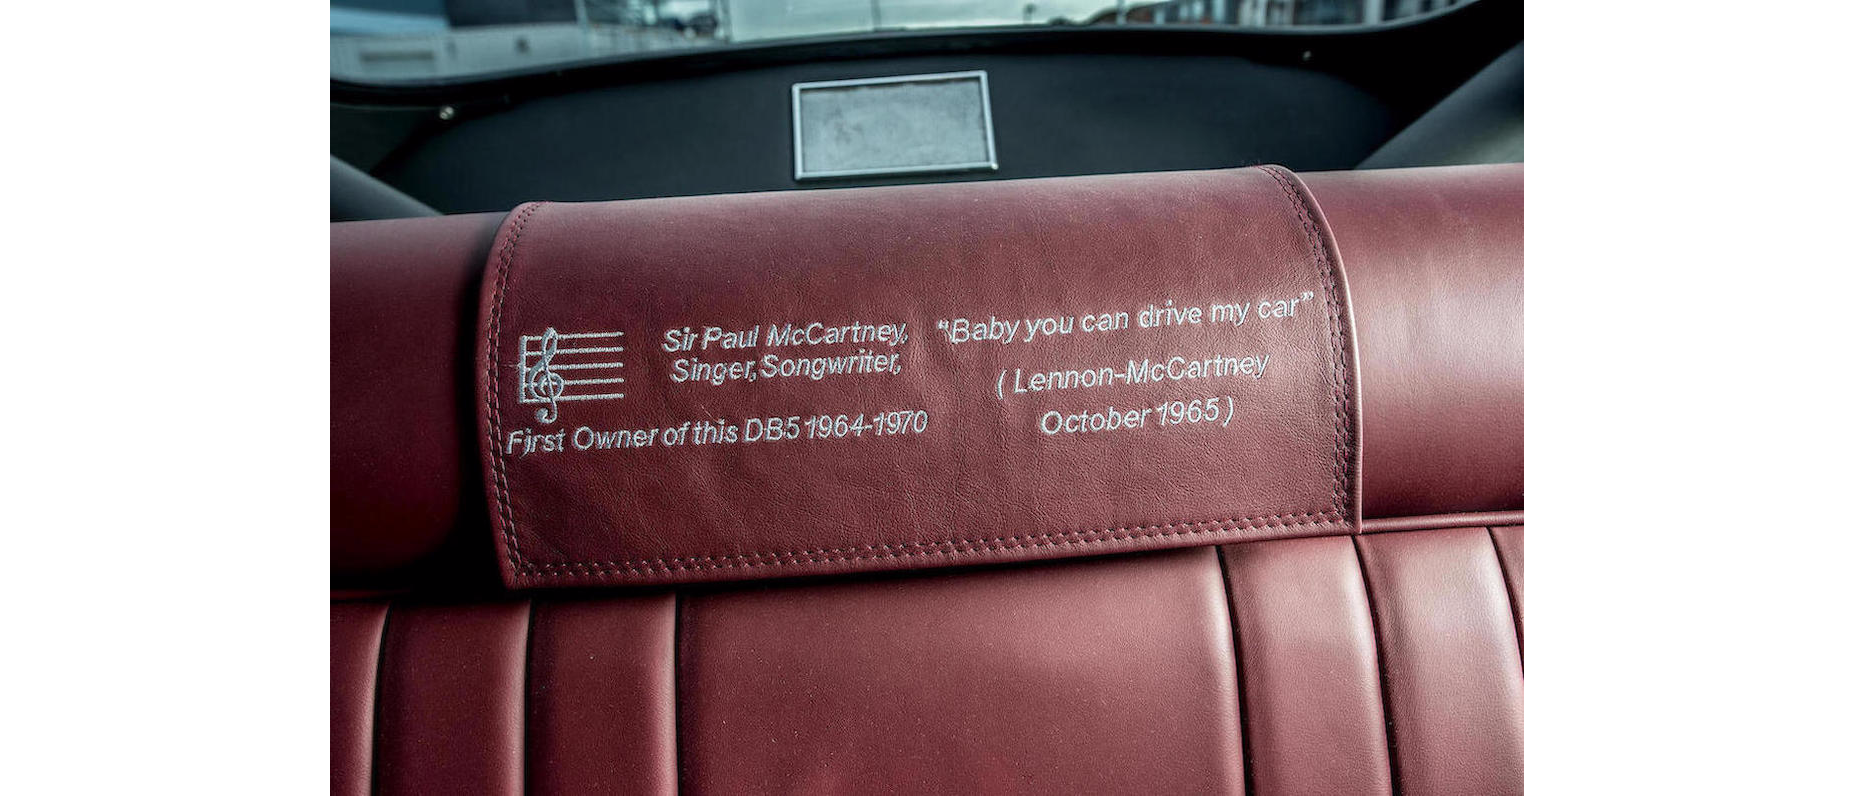 Sir Paul McCartney,
Singer, Songwriter,
First Owner of this DB5 1964-1970
“Baby you can drive my car”
( Lennon-McCartney
October 1965 )